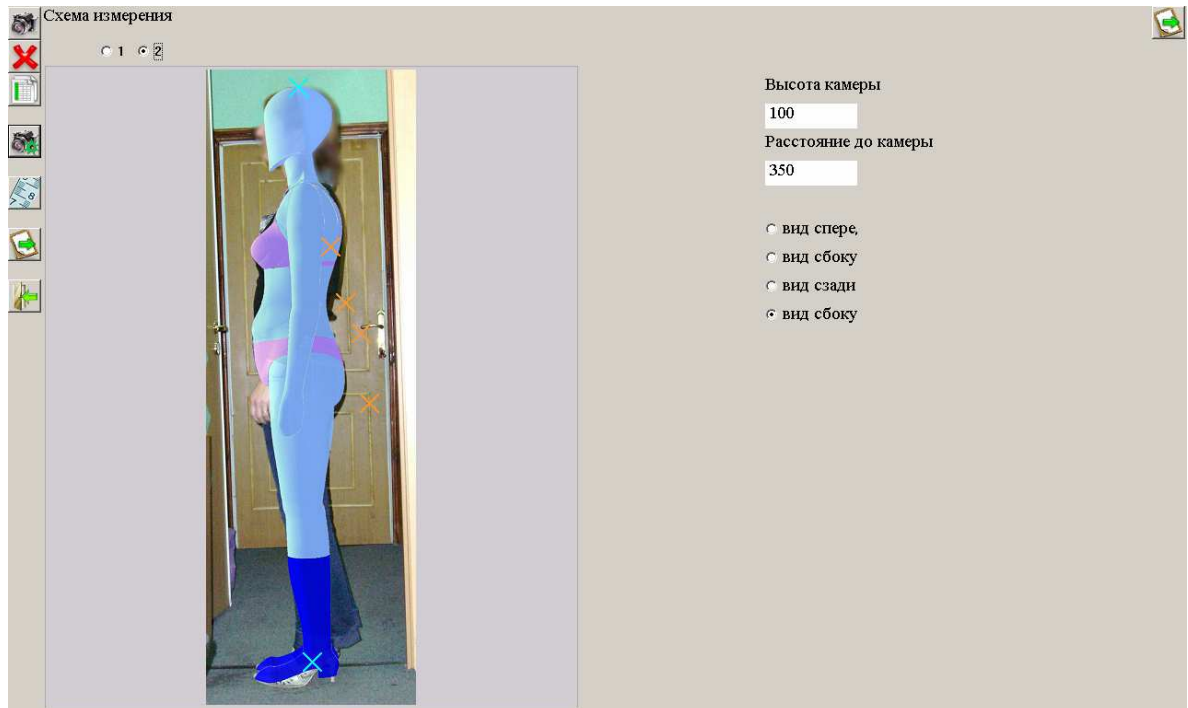 Схема измерения
1 2
Высота камеры
100
Расстояние до камеры
350
вид спере,
вид сбоку
вид сзади
вид сбоку